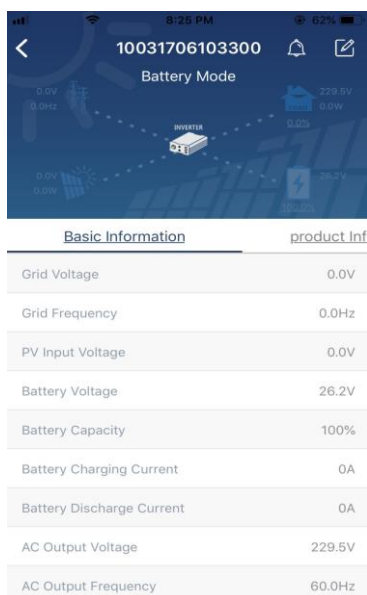 8:25 PM 62%
10031706103300
Battery Mode
0.0V
0.0Hz
229.5V
0.0W
0.0%
INVERTER
0.0V
0.0W
26.2V
100.0%
Basic Information product Inf
Grid Voltage 0.0V
Grid Frequency 0.0Hz
PV Input Voltage 0.0V
Battery Voltage 26.2V
Battery Capacity 100%
Battery Charging Current 0A
Battery Discharge Current 0A
AC Output Voltage 229.5V
AC Output Frequency 60.0Hz